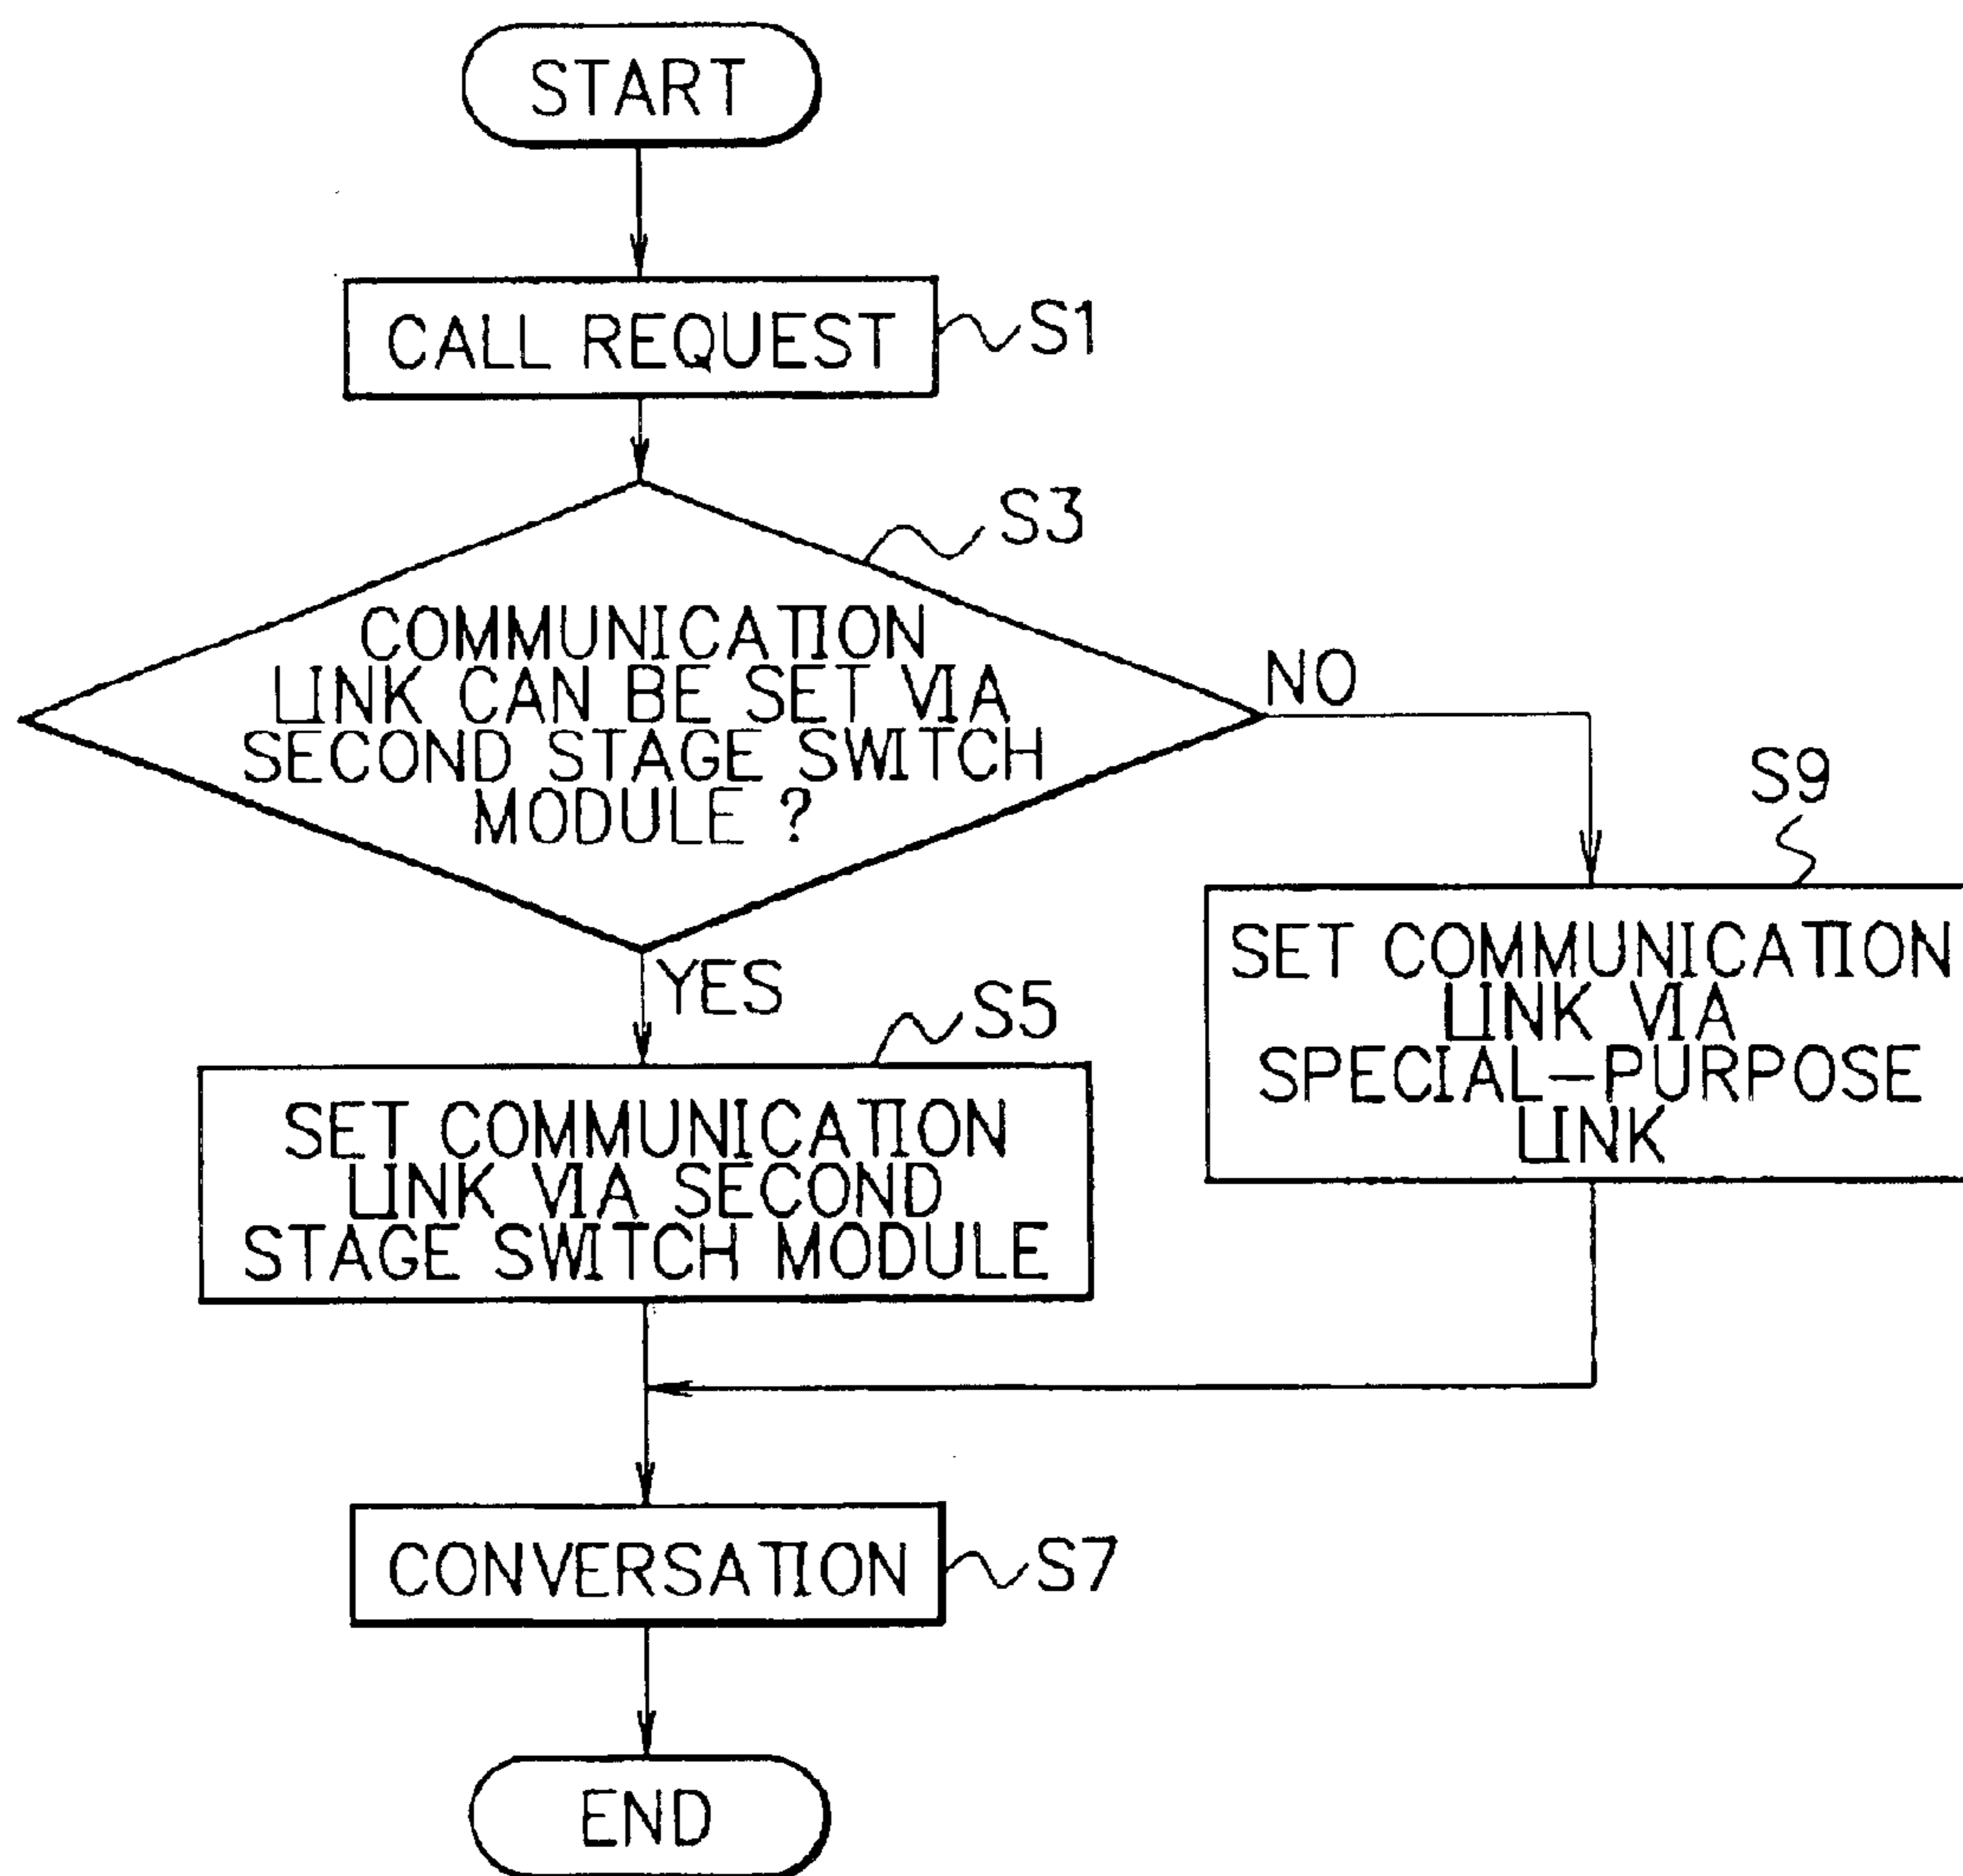 START
CALL REQUEST
S1
S3
COMMUNICATION
LINK CAN BE SET VIA
SECOND STAGE SWITCH
MODULE ?
NO
YES
S5
SET COMMUNICATION
LINK VIA SECOND
STAGE SWITCH MODULE
S9
SET COMMUNICATION
LINK VIA
SPECIAL-PURPOSE
LINK
CONVERSATION
S7
END